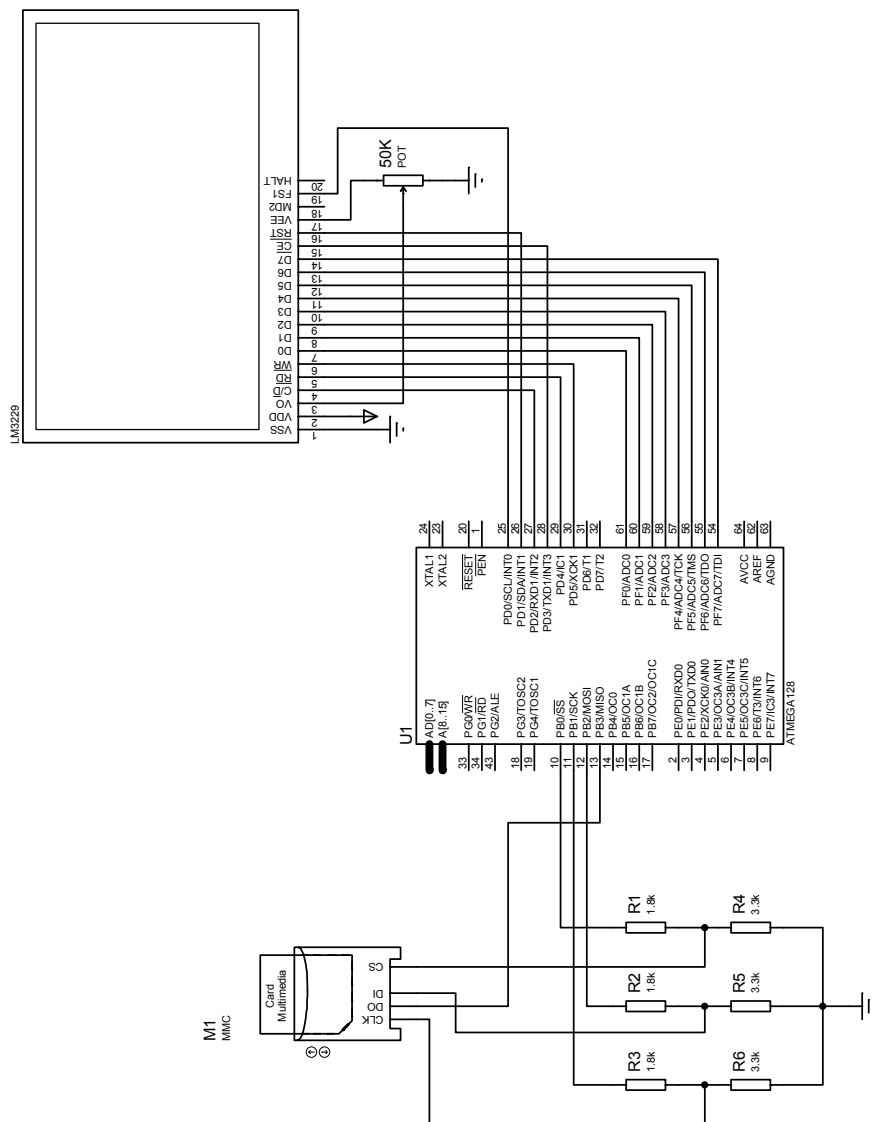 LM3229
HALT
20
FS1
19
MD2
18
VEE
17
RST
16
CE
15
D7
14
D6
13
D5
12
D4
11
D3
10
D2
9
D1
8
D0
7
WR
6
RD
5
C/D
4
VO
3
VDD
2
VSS
1
50K
POT
U1
ATMEGA128
24 XTAL1
23 XTAL2
20 RESET
1 PEN
25 PD0/SCL/INT0
26 PD1/SDA/INT1
27 PD2/RXD1/INT2
28 PD3/TXD1/INT3
29 PD4/IC1
30 PD5/XCK1
31 PD6/T1
32 PD7/T2
61 PF0/ADC0
60 PF1/ADC1
59 PF2/ADC2
58 PF3/ADC3
57 PF4/ADC4/TCK
56 PF5/ADC5/TMS
55 PF6/ADC6/TDO
54 PF7/ADC7/TDI
64 AVCC
62 AREF
63 AGND
AD[0..7]
A[8..15]
33 PG0/WR
34 PG1/RD
43 PG2/ALE
18 PG3/TOSC2
19 PG4/TOSC1
10 PB0/SS
11 PB1/SCK
12 PB2/MOSI
13 PB3/MISO
14 PB4/OC0
15 PB5/OC1A
16 PB6/OC1B
17 PB7/OC2/OC1C
2 PE0/PDI/RXD0
3 PE1/PDO/TXD0
4 PE2/XCK0/AIN0
5 PE3/OC3A/AIN1
6 PE4/OC3B/INT4
7 PE5/OC3C/INT5
8 PE6/T3/INT6
9 PE7/IC3/INT7
M1
MMC
Card
Multimedia
CS
DI
DO
CLK
R1
1.8k
R4
3.3k
R2
1.8k
R5
3.3k
R3
1.8k
R6
3.3k